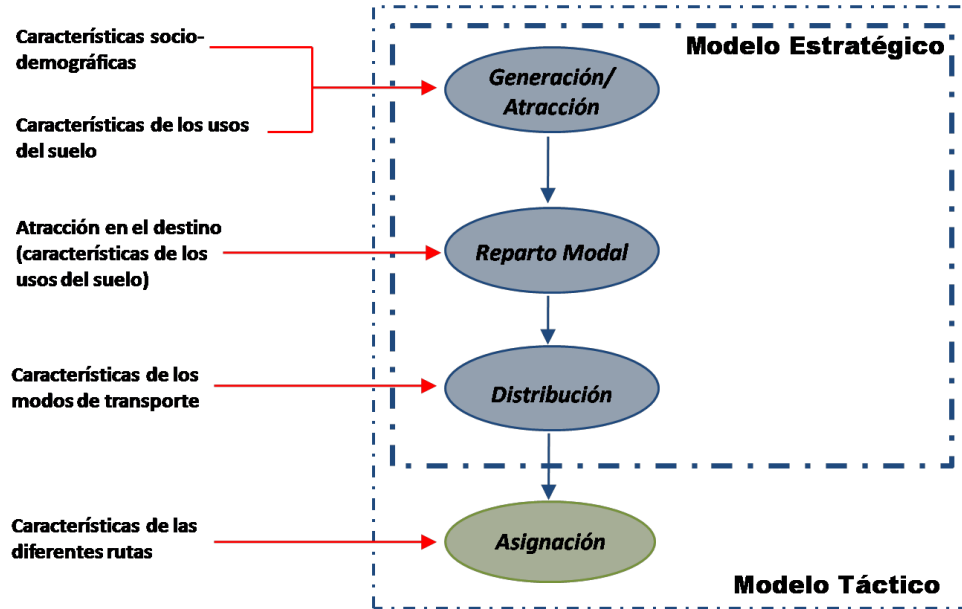 Modelo Estratégico
Características socio-
demográficas
Generación/
Atracción
Características de los usos
del suelo
Atracción en el destino
(características de los
usos del suelo)
Reparto Modal
Características de los
modos de transporte
Distribución
Características de las
diferentes rutas
Asignación
Modelo Táctico